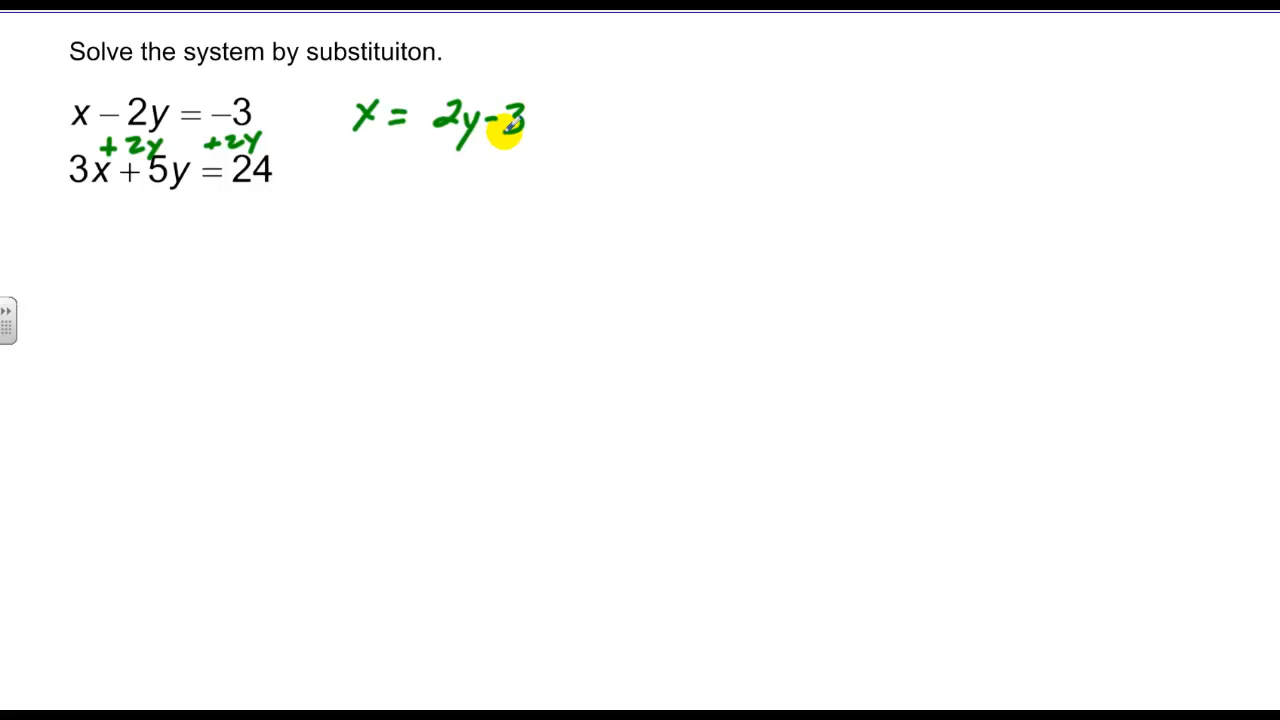 Solve the system by substituiton.
x – 2y = –3
x = 2y - 3
+ 2y +2y
3x + 5y = 24